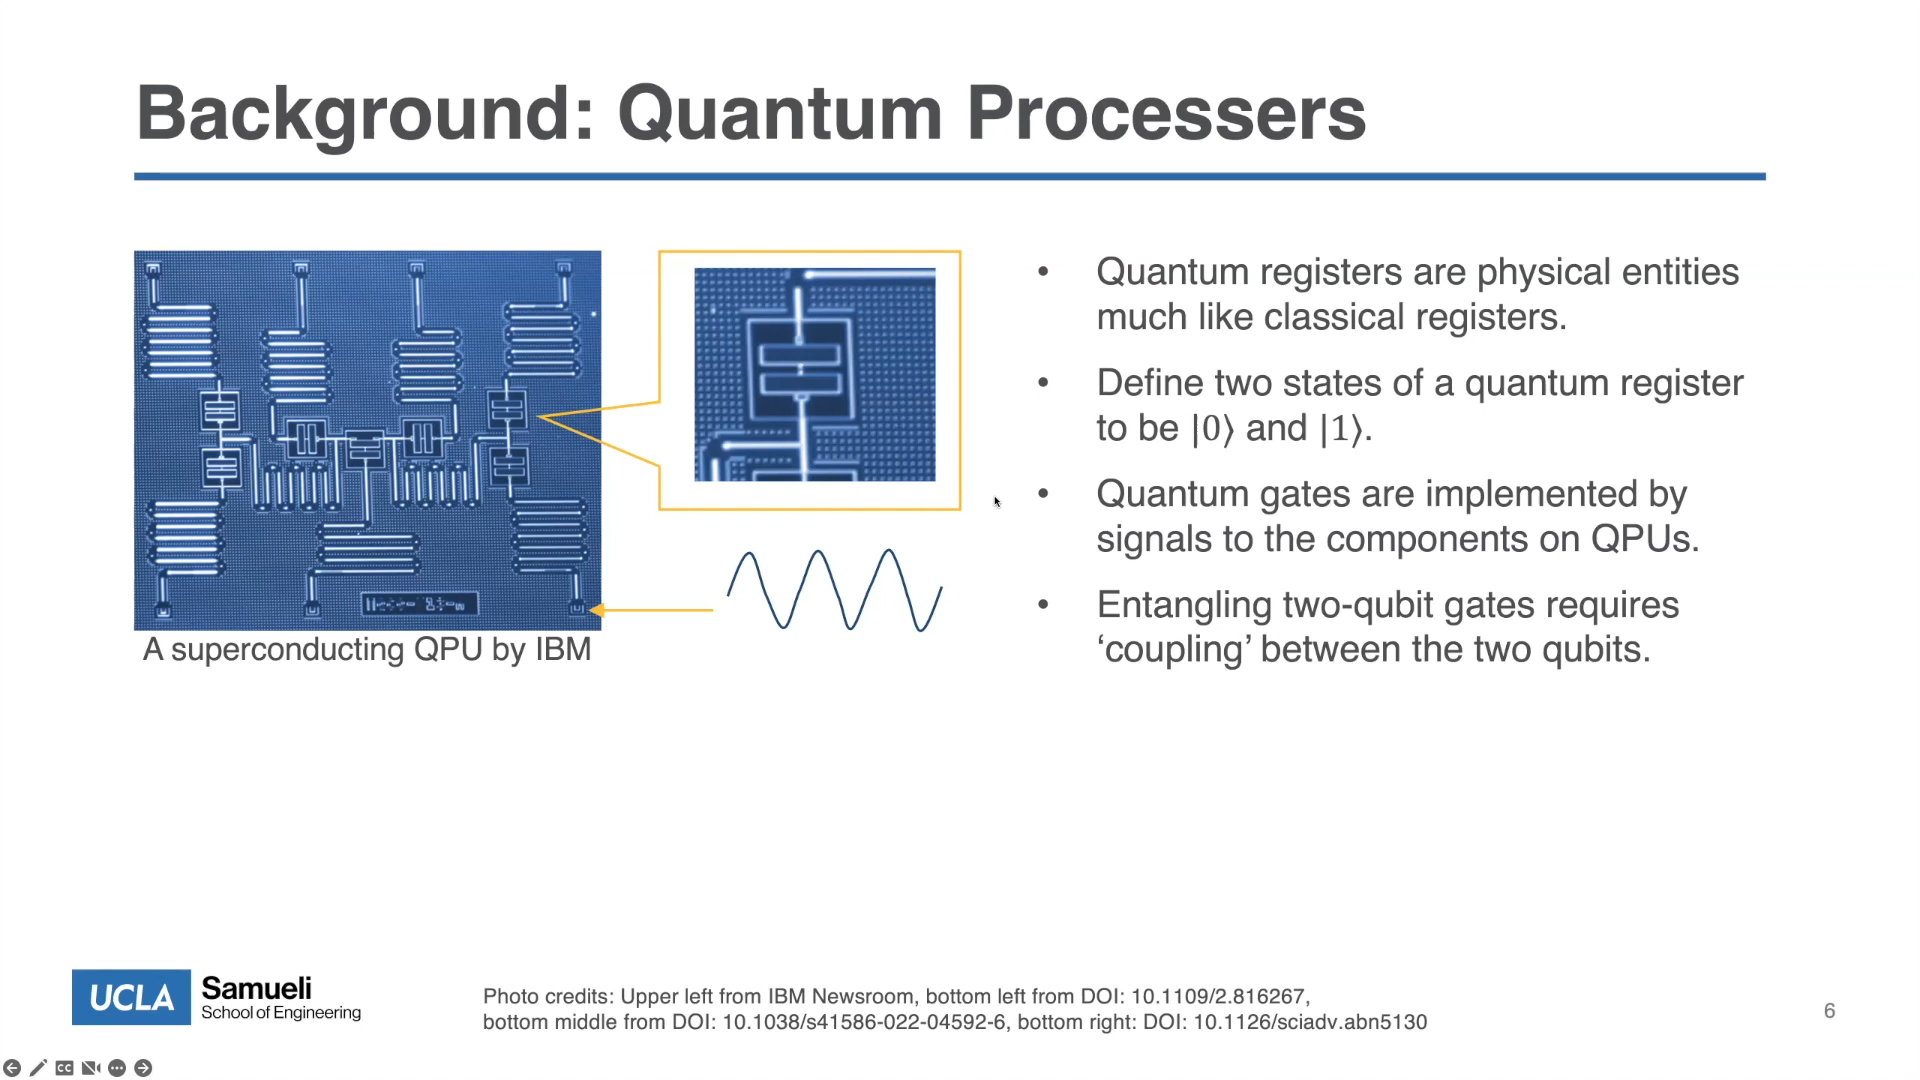 Background: Quantum Processers
A superconducting QPU by IBM
• Quantum registers are physical entities
much like classical registers.
• Define two states of a quantum register
to be |0⟩ and |1⟩.
• Quantum gates are implemented by
signals to the components on QPUs.
• Entangling two-qubit gates requires
‘coupling’ between the two qubits.
UCLA Samueli
School of Engineering
Photo credits: Upper left from IBM Newsroom, bottom left from DOI: 10.1109/2.816267,
bottom middle from DOI: 10.1038/s41586-022-04592-6, bottom right: DOI: 10.1126/sciadv.abn5130
6
CC